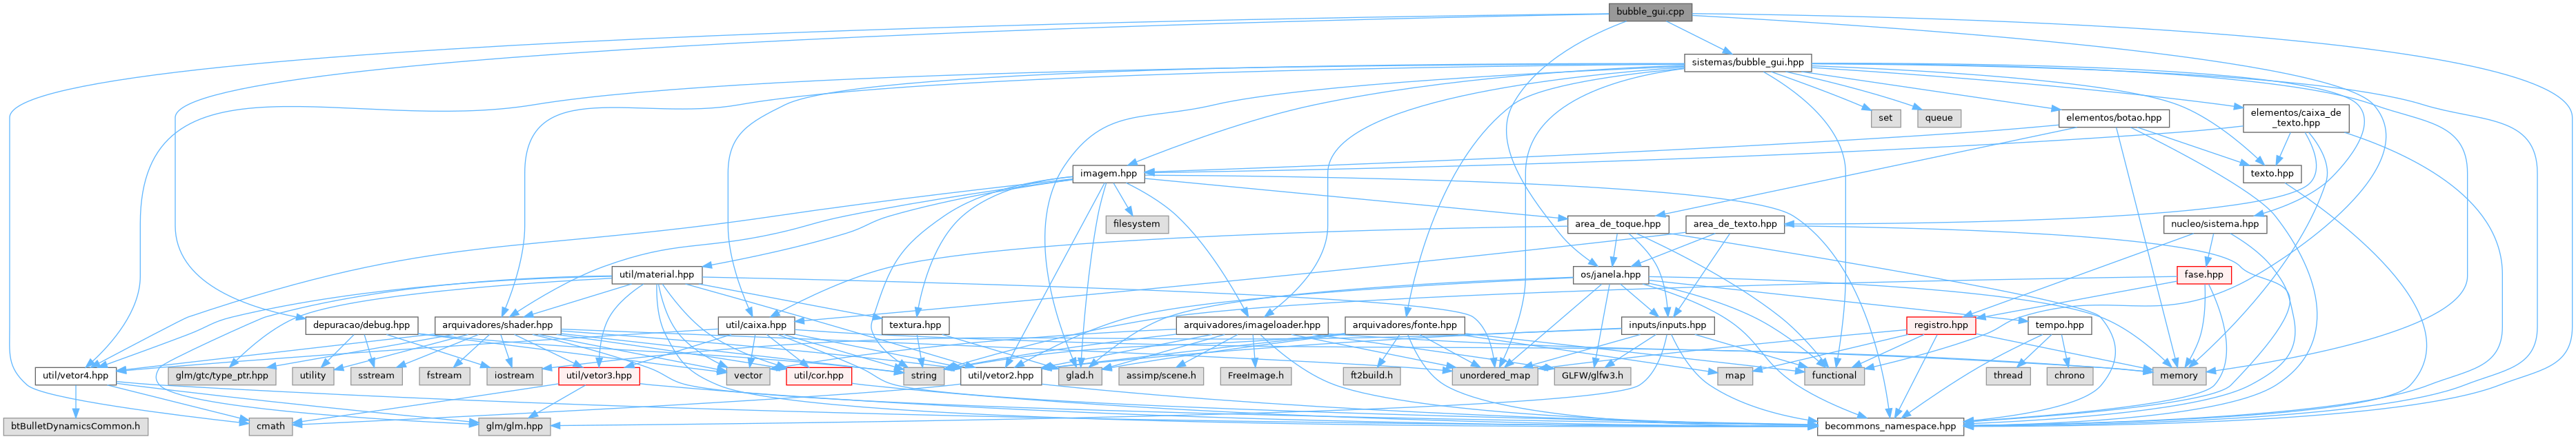 bubble_gui.cpp
sistemas/bubble_gui.hpp
set
queue
elementos/botao.hpp
elementos/caixa_de
_texto.hpp
imagem.hpp
texto.hpp
filesystem
area_de_toque.hpp
area_de_texto.hpp
nucleo/sistema.hpp
util/material.hpp
os/janela.hpp
fase.hpp
depuracao/debug.hpp
arquivadores/shader.hpp
util/caixa.hpp
textura.hpp
arquivadores/imageloader.hpp
arquivadores/fonte.hpp
inputs/inputs.hpp
registro.hpp
tempo.hpp
util/vetor4.hpp
glm/gtc/type_ptr.hpp
utility
sstream
fstream
iostream
util/vetor3.hpp
vector
util/cor.hpp
string
util/vetor2.hpp
glad.h
assimp/scene.h
FreeImage.h
ft2build.h
unordered_map
GLFW/glfw3.h
map
functional
thread
chrono
memory
btBulletDynamicsCommon.h
cmath
glm/glm.hpp
becommons_namespace.hpp